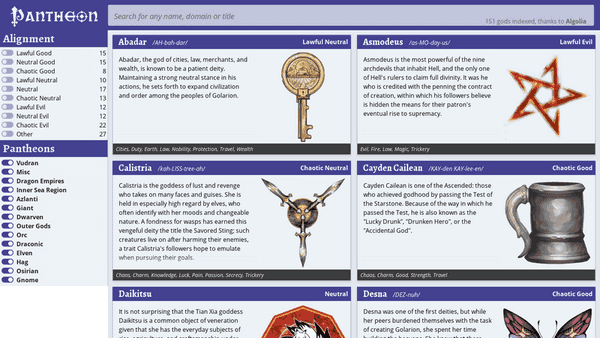 Pantheon
Search for any name, domain or title
151 gods indexed, thanks to Algolia
Alignment
Lawful Good 15
Neutral Good 15
Chaotic Good 8
Lawful Neutral 10
Neutral 17
Chaotic Neutral 13
Lawful Evil 12
Neutral Evil 12
Chaotic Evil 22
Other 27
Pantheons
Vudran
Misc
Dragon Empires
Inner Sea Region
Azlanti
Giant
Dwarven
Outer Gods
Orc
Draconic
Elven
Hag
Osirian
Gnome
Abadar /AH-bah-dar/ Lawful Neutral
Abadar, the god of cities, law, merchants, and
wealth, is known to be a patient deity.
Maintaining a strong neutral stance in his
actions, he sets forth to expand civilization
and order among the peoples of Golarion.
Cities, Duty, Earth, Law, Nobility, Protection, Travel, Wealth
Asmodeus /as-MO-day-us/ Lawful Evil
Asmodeus is the most powerful of the nine
archdevils that inhabit Hell, and the only one
of Hell's rulers to claim full divinity. It was he
who is credited with the penning the contract
of creation, within which his followers believe
is hidden the means for their patron's
eventual rise to supremacy.
Evil, Fire, Law, Magic, Trickery
Calistria /kah-LISS-tree-ah/ Chaotic Neutral
Calistria is the goddess of lust and revenge
who takes on many faces and guises. She is
held in especially high regard by elves, who
often identify with her moods and changeable
nature. A fondness for wasps has earned this
vengeful deity the title the Savored Sting; such
creatures live on after harming their enemies,
a trait Calistria's followers hope to emulate
when pursuing their goals.
Chaos, Charm, Knowledge, Luck, Pain, Passion, Secrecy, Trickery
Cayden Cailean /KAY-den KAY-lee-en/ Chaotic Good
Cayden Cailean is one of the Ascended: those
who achieved godhood by passing the Test of
the Starstone. Because of the way in which he
passed the Test, he is also known as the
"Lucky Drunk", "Drunken Hero", or the
"Accidental God".
Chaos, Charm, Good, Strength, Travel
Daikitsu Neutral
It is not surprising that the Tian Xia goddess
Daikitsu is a common object of veneration
given that she has the everyday subjects of
Desna /DEZ-nuh/ Chaotic Good
Desna was one of the first deities, but while
her peers burdened themselves with the task
of creating Golarion, she spent her time